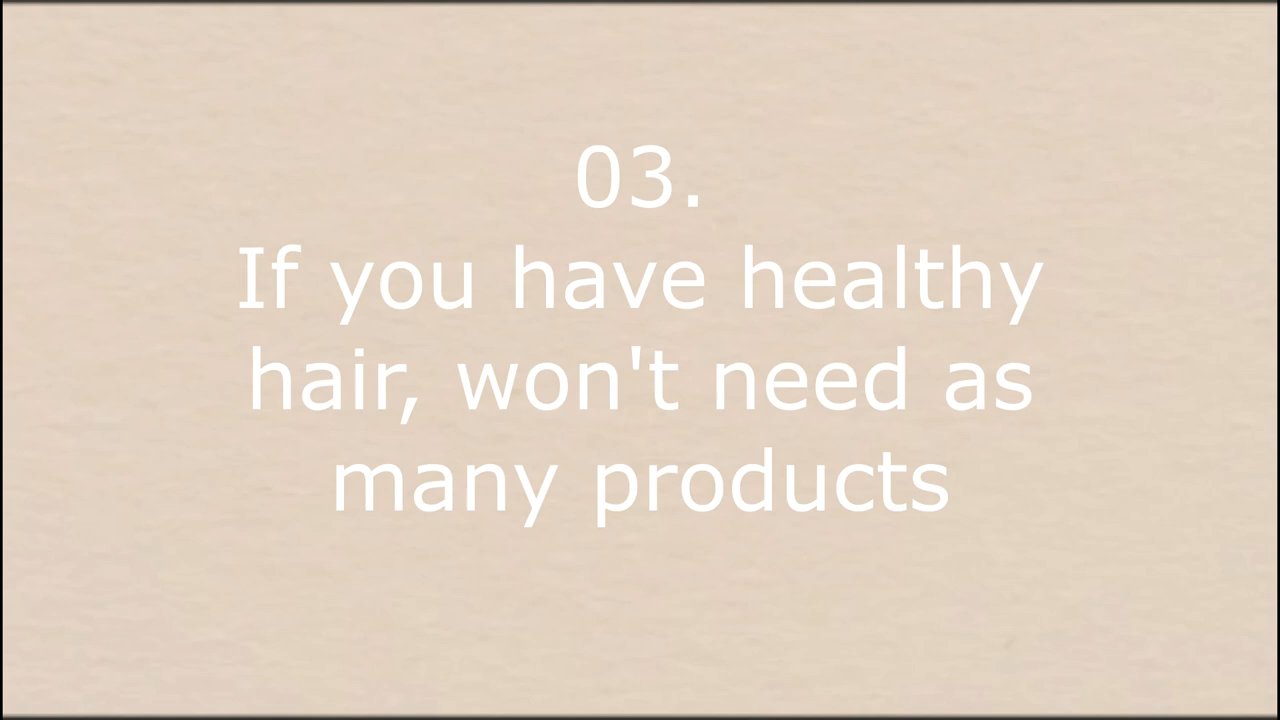 03.
If you have healthy
hair, won't need as
many products